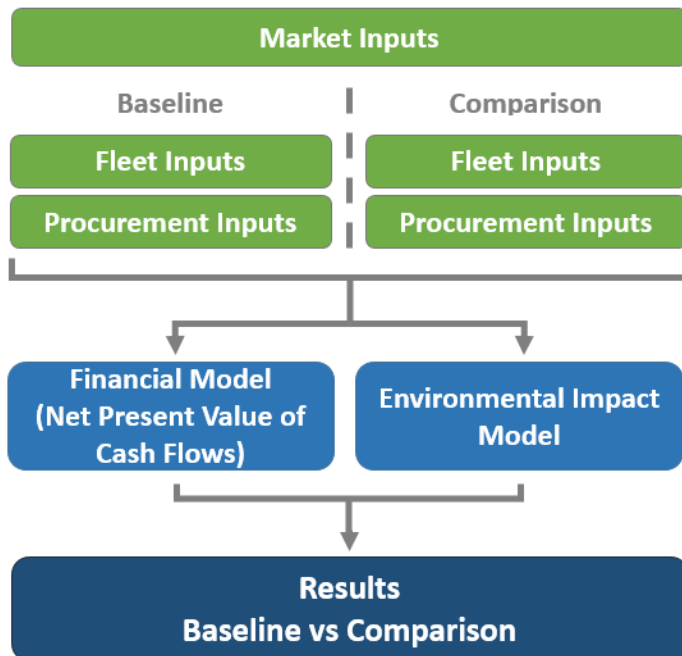 Market Inputs
Baseline
Comparison
Fleet Inputs
Fleet Inputs
Procurement Inputs
Procurement Inputs
Financial Model
(Net Present Value of
Cash Flows)
Environmental Impact
Model
Results
Baseline vs Comparison